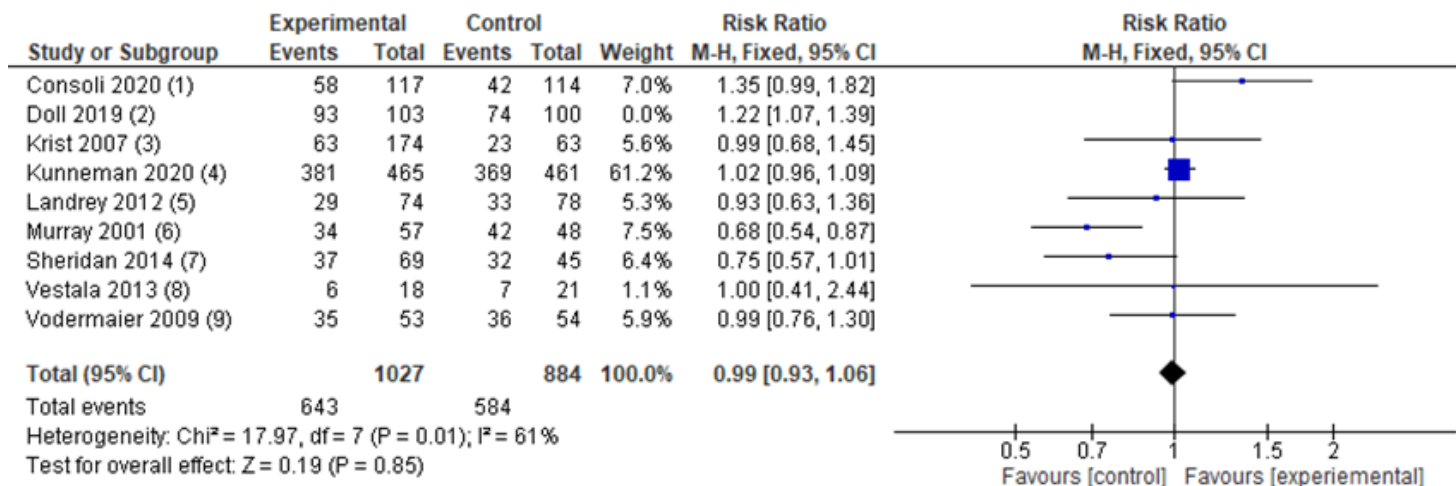 Experimental Control Risk Ratio Risk Ratio
Study or Subgroup Events Total Events Total Weight M-H, Fixed, 95% CI M-H, Fixed, 95% CI
Consoli 2020 (1) 58 117 42 114 7.0% 1.35 [0.99, 1.82]
Doll 2019 (2) 93 103 74 100 0.0% 1.22 [1.07, 1.39]
Krist 2007 (3) 63 174 23 63 5.6% 0.99 [0.68, 1.45]
Kunneman 2020 (4) 381 465 369 461 61.2% 1.02 [0.96, 1.09]
Landrey 2012 (5) 29 74 33 78 5.3% 0.93 [0.63, 1.36]
Murray 2001 (6) 34 57 42 48 7.5% 0.68 [0.54, 0.87]
Sheridan 2014 (7) 37 69 32 45 6.4% 0.75 [0.57, 1.01]
Vestala 2013 (8) 6 18 7 21 1.1% 1.00 [0.41, 2.44]
Vodermaier 2009 (9) 35 53 36 54 5.9% 0.99 [0.76, 1.30]
Total (95% CI) 1027 884 100.0% 0.99 [0.93, 1.06]
Total events 643 584
Heterogeneity: Chi² = 17.97, df = 7 (P = 0.01); I² = 61%
Test for overall effect: Z = 0.19 (P = 0.85)
0.5 0.7 1 1.5 2
Favours [control] Favours [experiemental]